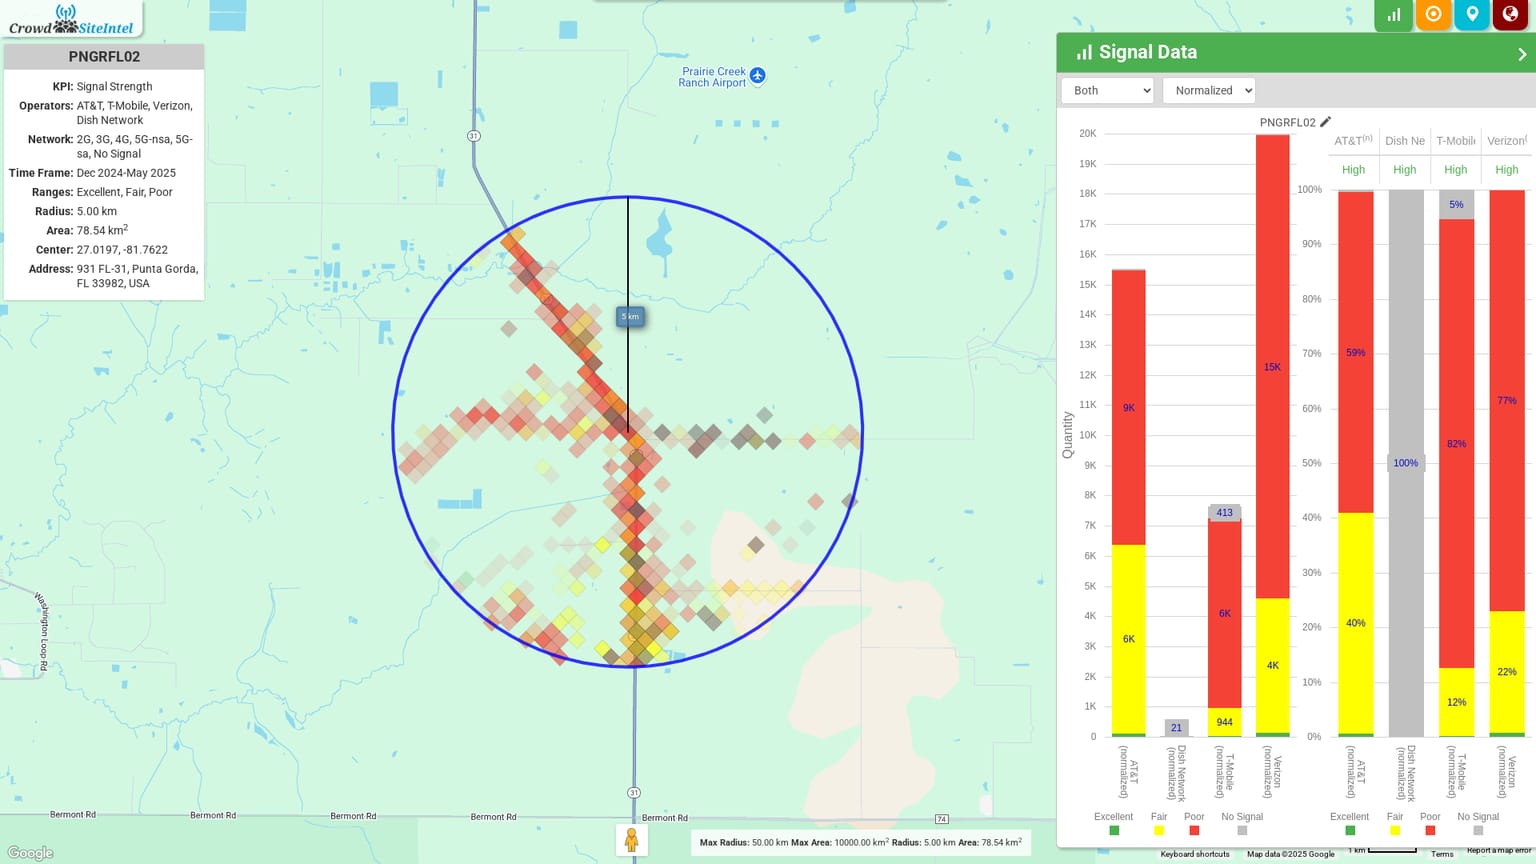 Crowd SiteIntel
PNGRFL02
KPI: Signal Strength
Operators: AT&T, T-Mobile, Verizon,
Dish Network
Network: 2G, 3G, 4G, 5G-nsa, 5G-
sa, No Signal
Time Frame: Dec 2024-May 2025
Ranges: Excellent, Fair, Poor
Radius: 5.00 km
Area: 78.54 km²
Center: 27.0197, -81.7622
Address: 931 FL-31, Punta Gorda,
FL 33982, USA
Prairie Creek
Ranch Airport
31
5 km
Washington Loop Rd
31
Bermont Rd
Bermont Rd
Bermont Rd
Bermont Rd
Bermont Rd
74
Google
Max Radius: 50.00 km Max Area: 10000.00 km² Radius: 5.00 km Area: 78.54 km²
Signal Data
Both
Normalized
PNGRFL02
Quantity
20K
19K
18K
17K
16K
15K
14K
13K
12K
11K
10K
9K
8K
7K
6K
5K
4K
3K
2K
1K
0
9K
6K
21
413
6K
944
15K
4K
AT&T (normalized)
Dish Network (normalized)
T-Mobile (normalized)
Verizon (normalized)
Excellent Fair Poor No Signal
AT&T(n) Dish Ne T-Mobile Verizon(
High High High High
100%
90%
80%
70%
60%
50%
40%
30%
20%
10%
0%
59%
40%
100%
5%
82%
12%
77%
22%
AT&T (normalized)
Dish Network (normalized)
T-Mobile (normalized)
Verizon (normalized)
Excellent Fair Poor No Signal
Keyboard shortcuts Map data ©2025 Google 1 km Terms Report a map error